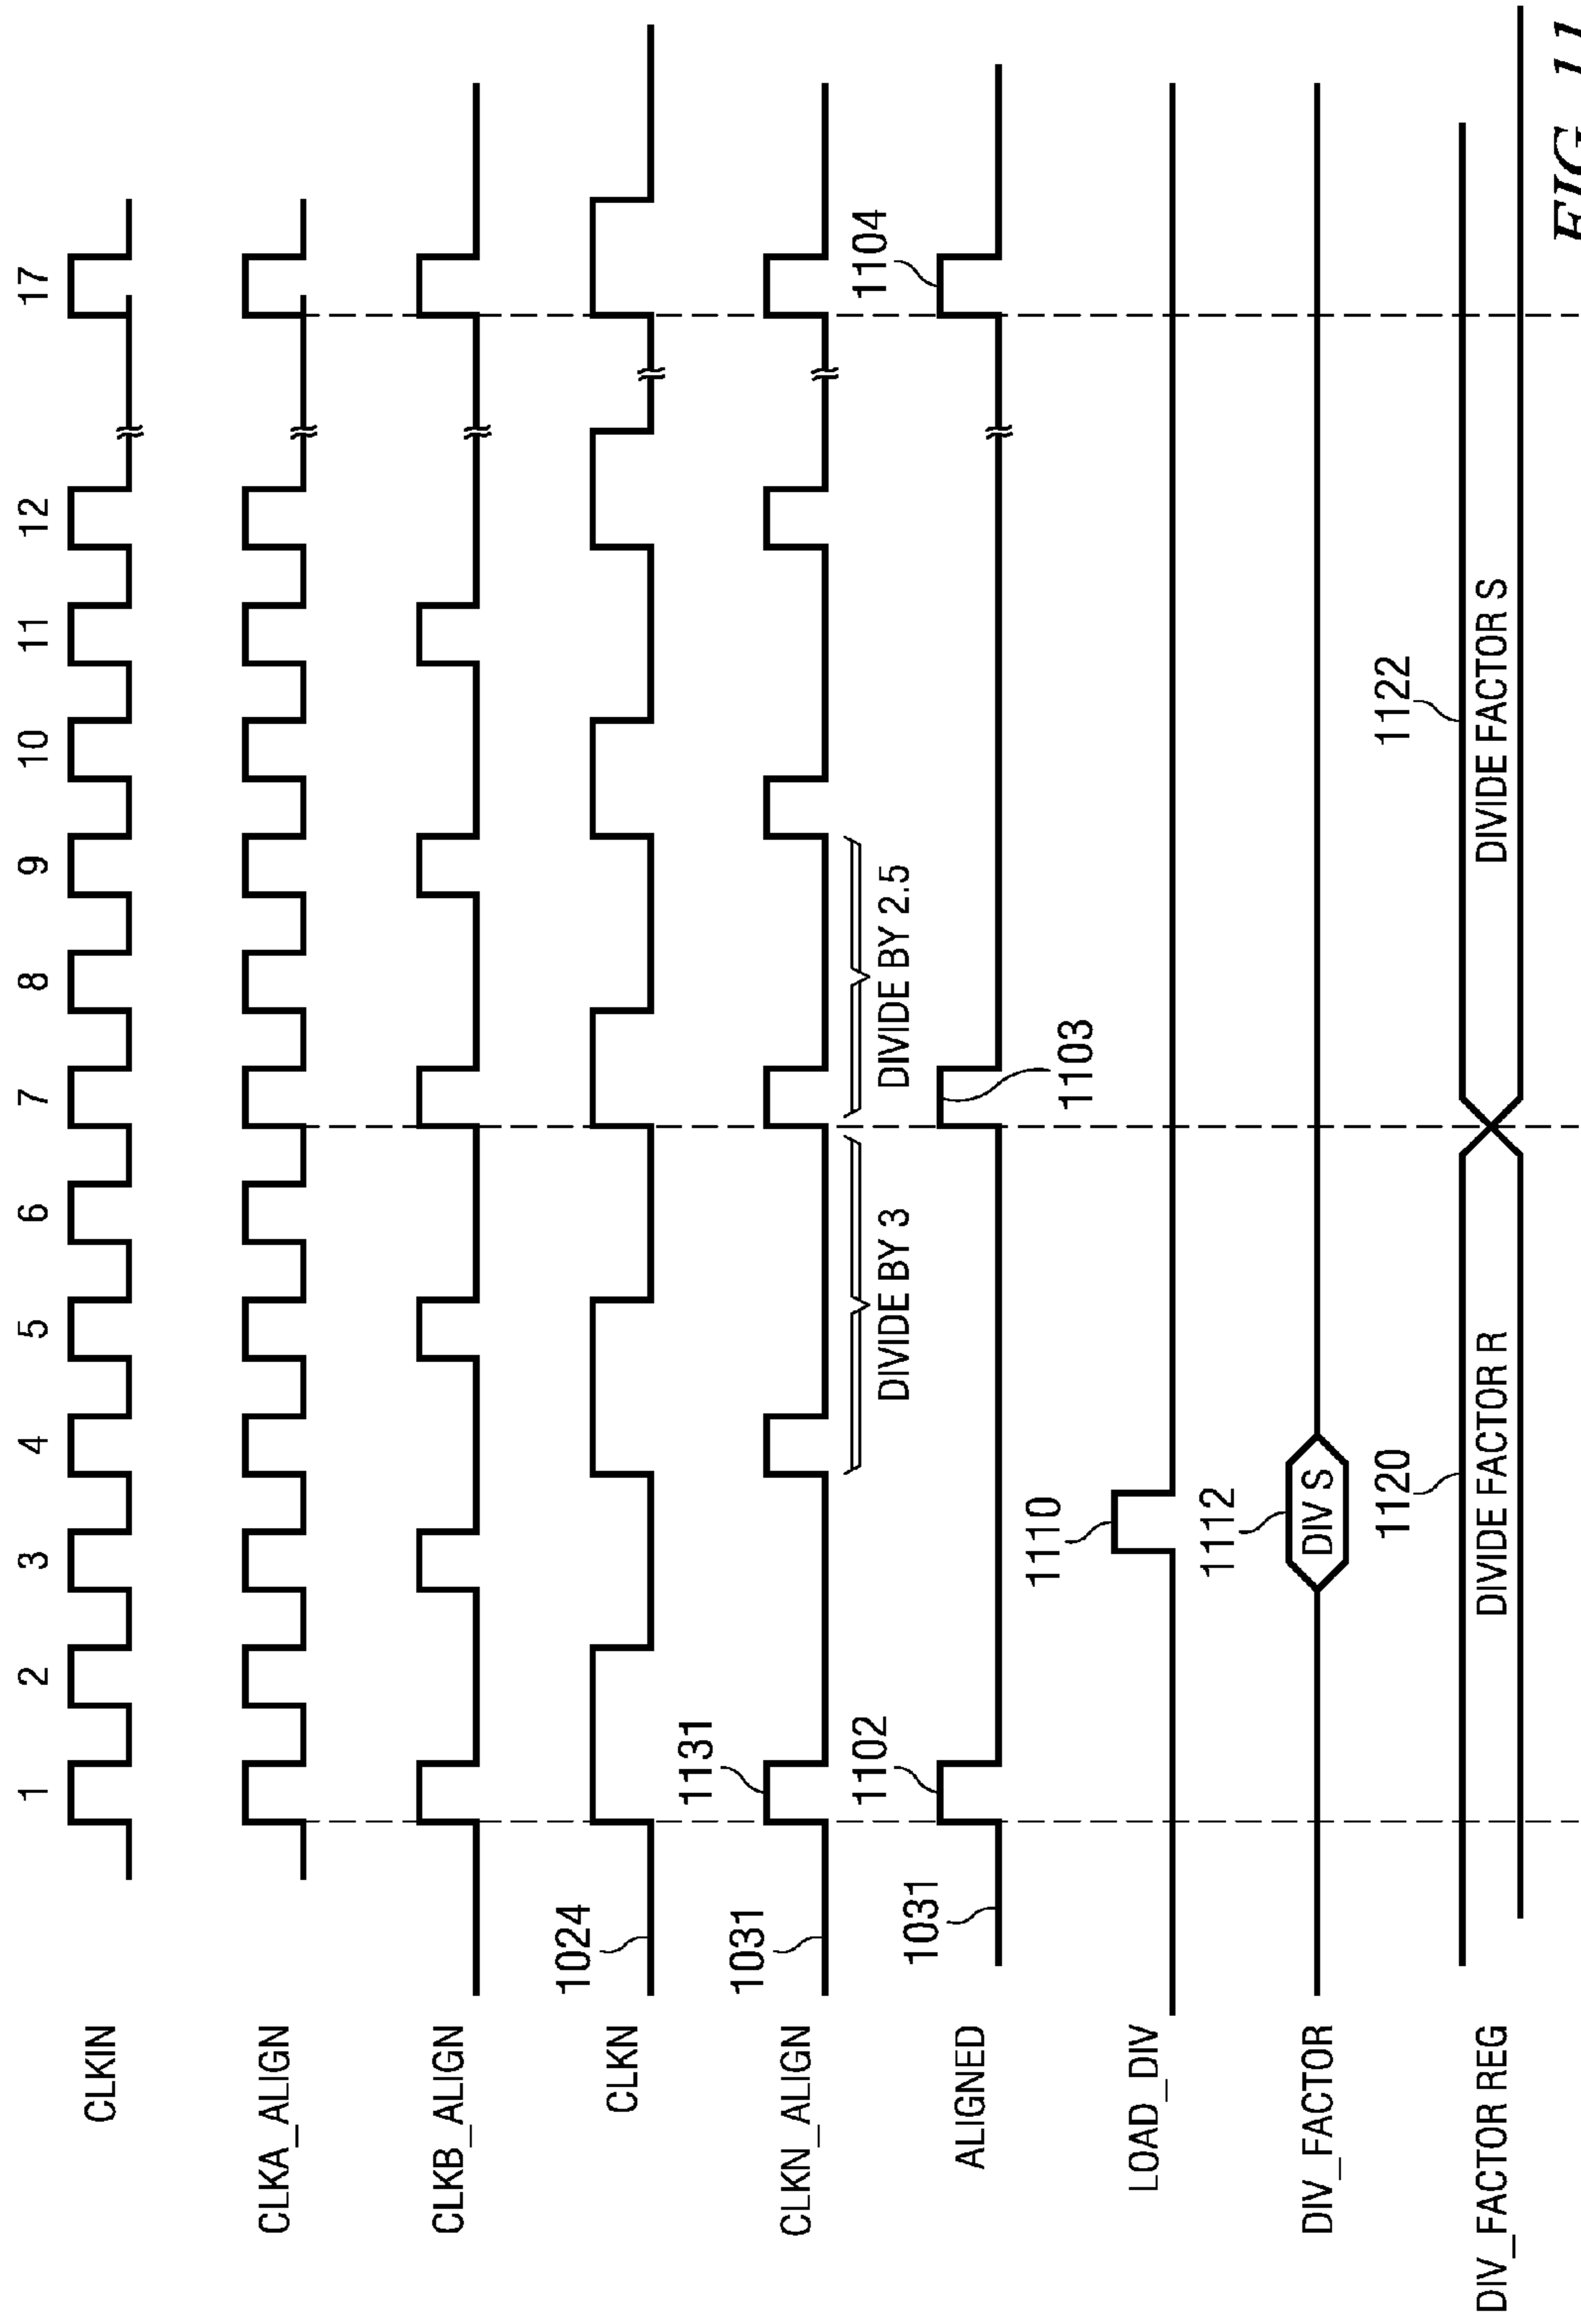 1 2 3 4 5 6 7 8 9 10 11 12 17
CLKIN
CLKA_ALIGN
CLKB_ALIGN
1024
CLKN
1131
1031
CLKN_ALIGN
DIVIDE BY 3
DIVIDE BY 2.5
1102
1104
1031
ALIGNED
1103
1110
LOAD_DIV
1112
DIV S
DIV_FACTOR
1120
1122
DIVIDE FACTOR R
DIVIDE FACTOR S
DIV_FACTOR REG